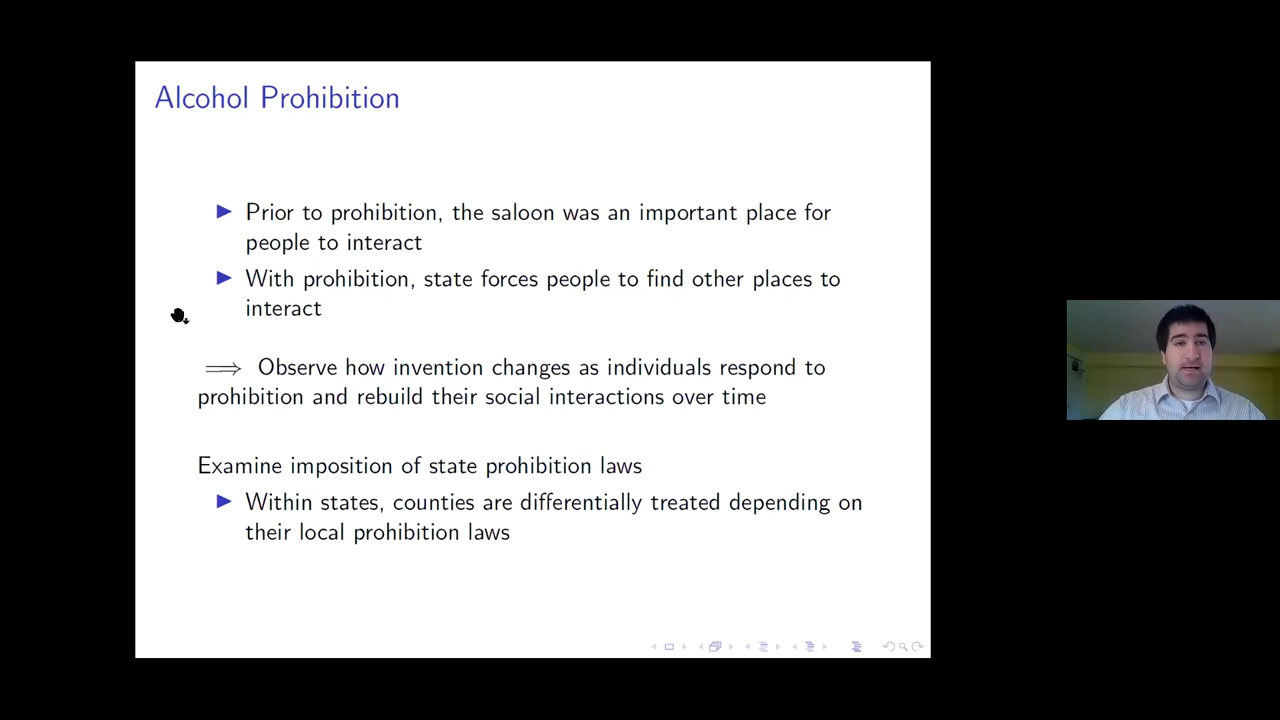 Alcohol Prohibition
▶ Prior to prohibition, the saloon was an important place for
people to interact
▶ With prohibition, state forces people to find other places to
interact
⟹ Observe how invention changes as individuals respond to
prohibition and rebuild their social interactions over time
Examine imposition of state prohibition laws
▶ Within states, counties are differentially treated depending on
their local prohibition laws